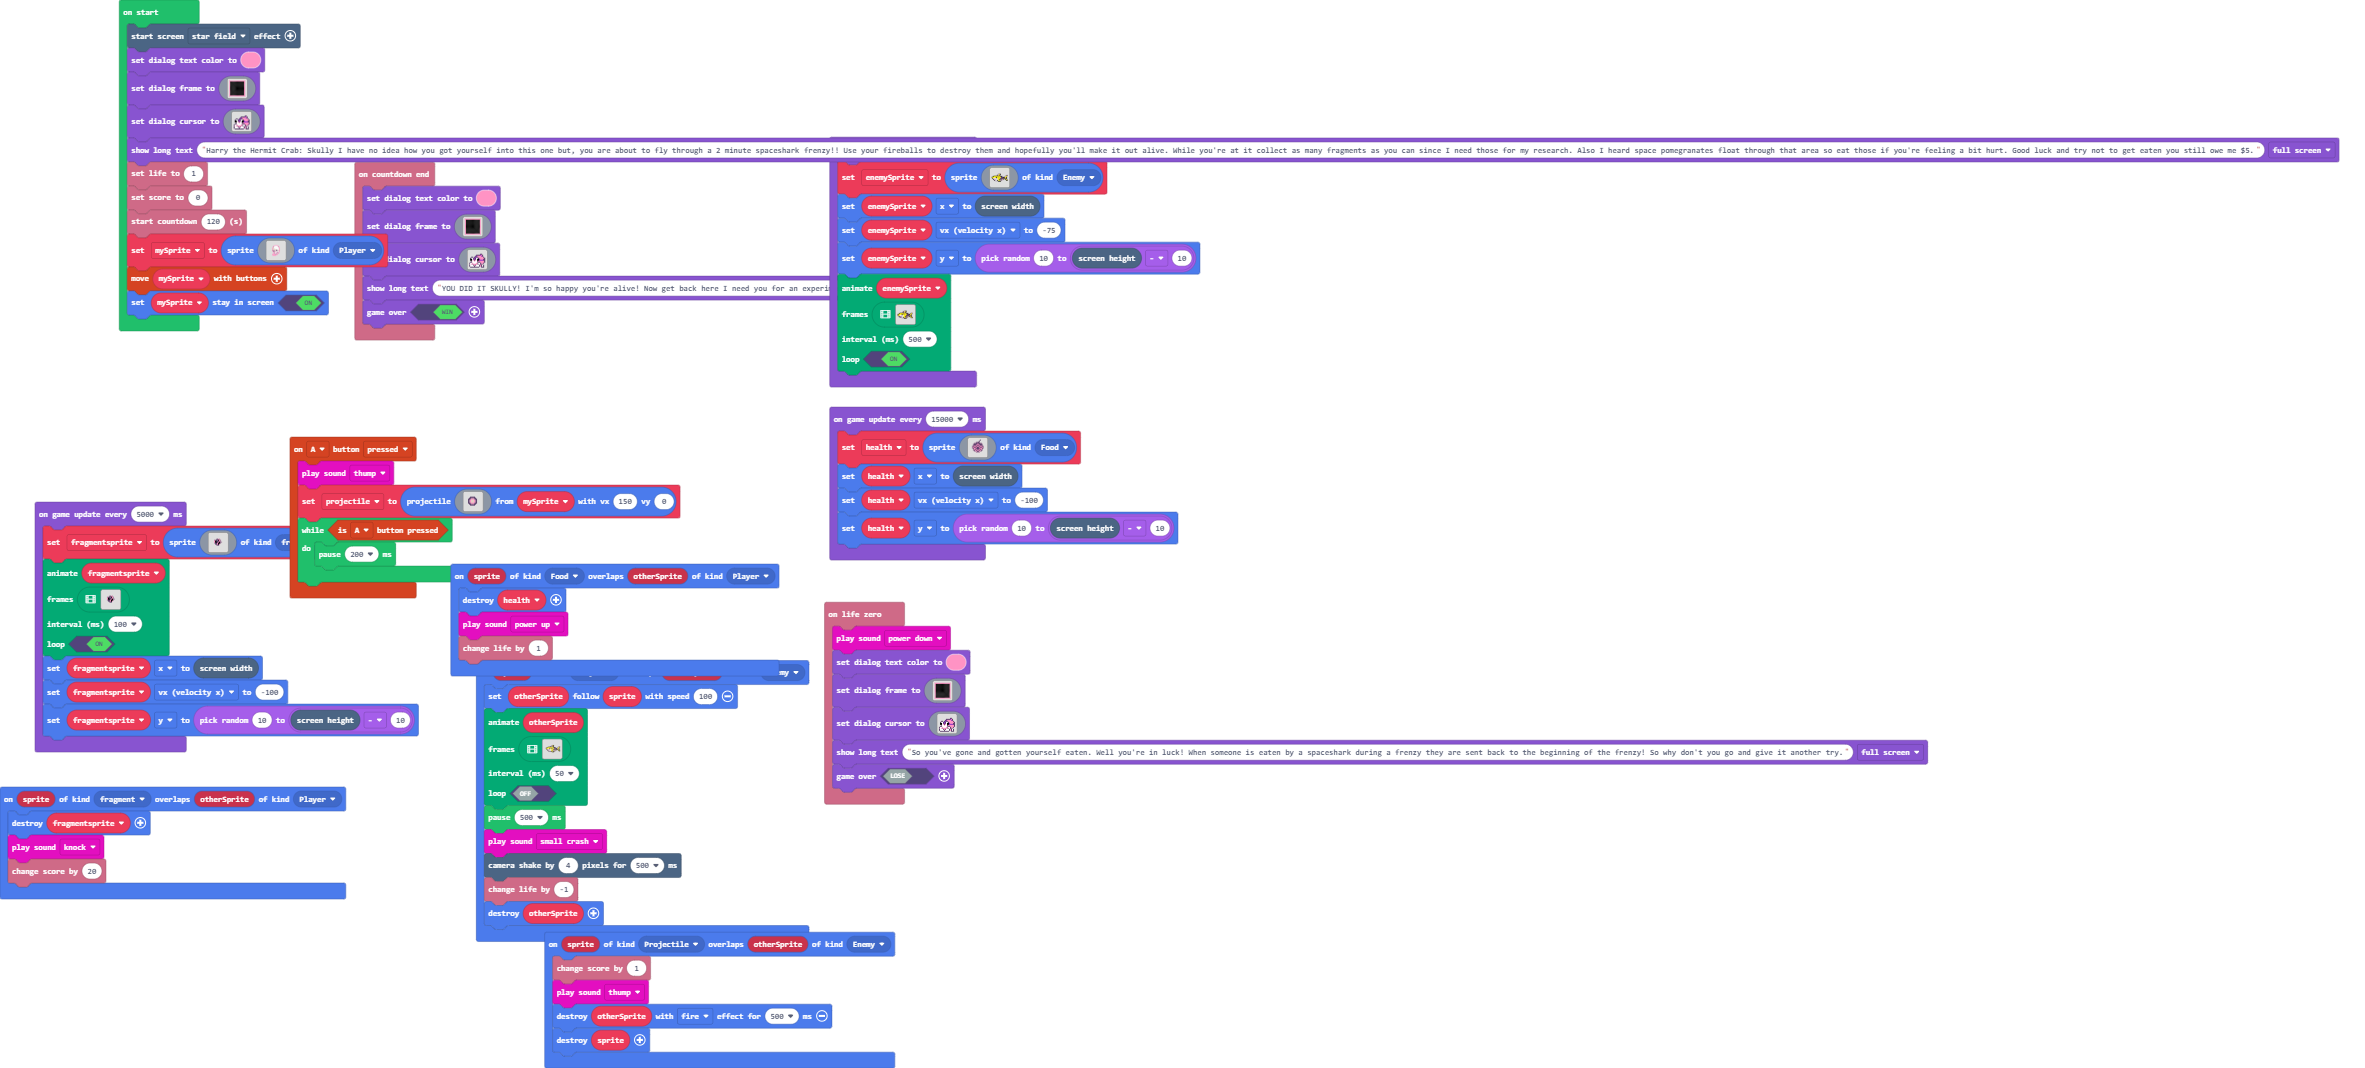 on start
start screen star field effect
set dialog text color to
set dialog frame to
set dialog cursor to
show long text "Harry the Hermit Crab: Skully I have no idea how you got yourself into this one but, you are about to fly through a 2 minute spaceshark frenzy!! Use your fireballs to destroy them and hopefully you'll make it out alive. While you're at it collect as many fragments as you can since I need those for my research. Also I heard space pomegranates float through that area so eat those if you're feeling a bit hurt. Good luck and try not to get eaten you still owe me $5." full screen
set life to 1
set score to 0
start countdown 120 (s)
set mySprite to sprite of kind Player
move mySprite with buttons
set mySprite stay in screen ON
on countdown end
set dialog text color to
set dialog frame to
dialog cursor to
show long text "YOU DID IT SKULLY! I'm so happy you're alive! Now get back here I need you for an
game over WIN
set enemySprite to sprite of kind Enemy
set enemySprite x to screen width
set enemySprite vx (velocity x) to -75
set enemySprite y to pick random 10 to screen height - 10
animate enemySprite
frames
interval (ms) 500
loop ON
on game update every 15000 ms
set health to sprite of kind Food
set health x to screen width
set health vx (velocity x) to -100
set health y to pick random 10 to screen height - 10
on A button pressed
play sound thump
set projectile to projectile from mySprite with vx 150 vy 0
while is A button pressed
do
pause 200 ms
on game update every 5000 ms
set fragmentsprite to sprite of kind
animate fragmentsprite
frames
interval (ms) 100
loop ON
set fragmentsprite x to screen width
set fragmentsprite vx (velocity x) to -100
set fragmentsprite y to pick random 10 to screen height - 10
on sprite of kind Food overlaps otherSprite of kind Player
destroy health
play sound power up
change life by 1
set otherSprite follow sprite with speed 100
animate otherSprite
frames
interval (ms) 50
loop OFF
pause 500 ms
play sound small crash
camera shake by 4 pixels for 500 ms
change life by -1
destroy otherSprite
on life zero
play sound power down
set dialog text color to
set dialog frame to
set dialog cursor to
show long text "So you've gone and gotten yourself eaten. Well you're in luck! When someone is eaten by a spaceshark during a frenzy they are sent back to the beginning of the frenzy! So why don't you go and give it another try." full screen
game over LOSE
on sprite of kind fragment overlaps otherSprite of kind Player
destroy fragmentsprite
play sound knock
change score by 20
on sprite of kind Projectile overlaps otherSprite of kind Enemy
change score by 1
play sound thump
destroy otherSprite with fire effect for 500 ms
destroy sprite